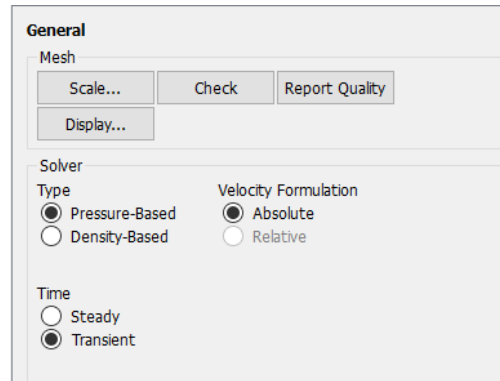 General
Mesh
Scale... Check Report Quality
Display...
Solver
Type Velocity Formulation
Pressure-Based Absolute
Density-Based Relative
Time
Steady
Transient